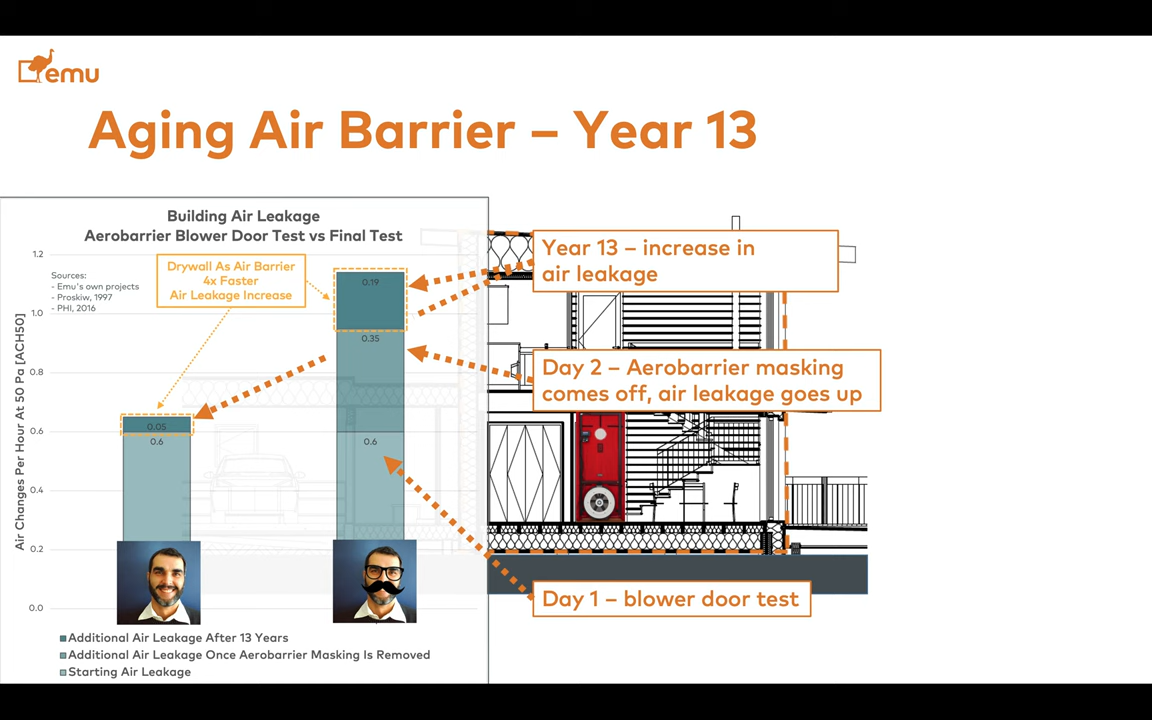 emu
Aging Air Barrier – Year 13
Building Air Leakage
Aerobarrier Blower Door Test vs Final Test
1.2
1.0
0.8
0.6
0.4
0.2
0.0
Air Changes Per Hour At 50 Pa [ACH50]
Sources:
- Emu's own projects
- Proskiw, 1997
- PHI, 2016
Drywall As Air Barrier
4x Faster
Air Leakage Increase
0.05
0.6
0.19
0.35
0.6
Year 13 – increase in
air leakage
Day 2 – Aerobarrier masking
comes off, air leakage goes up
Day 1 – blower door test
Additional Air Leakage After 13 Years
Additional Air Leakage Once Aerobarrier Masking Is Removed
Starting Air Leakage